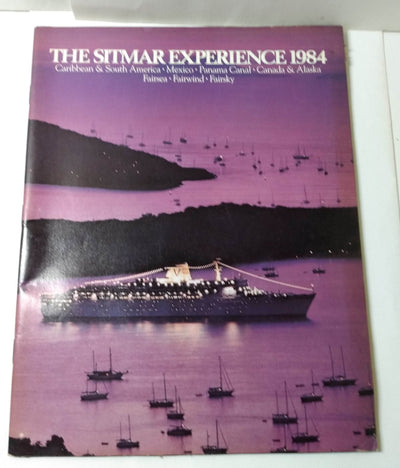 THE SITMAR EXPERIENCE 1984
Caribbean & South America · Mexico · Panama Canal · Canada & Alaska
Fairsea · Fairwind · Fairsky